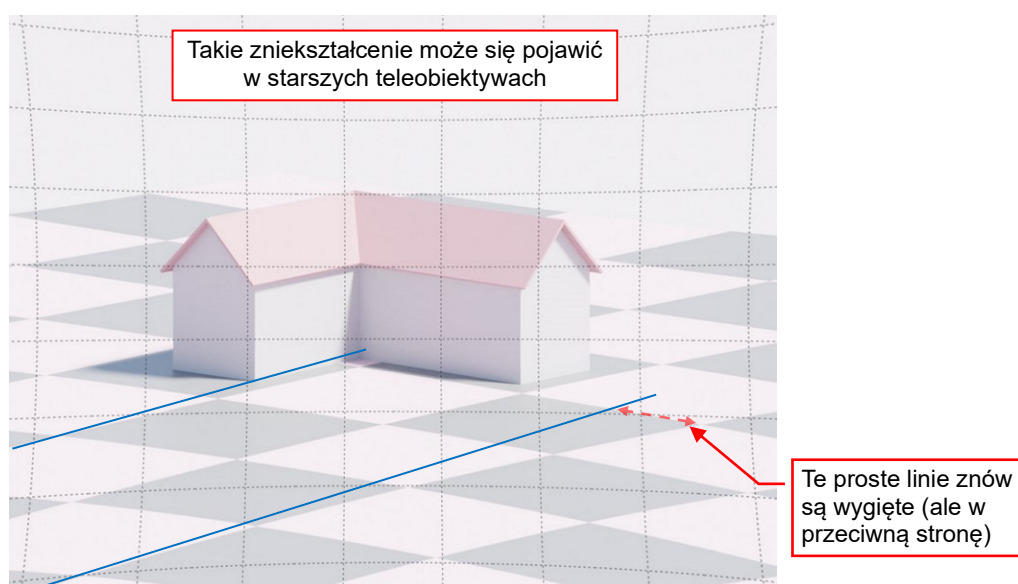 Takie zniekształcenie może się pojawić
w starszych teleobiektywach
Te proste linie znów
są wygięte (ale w
przeciwną stronę)